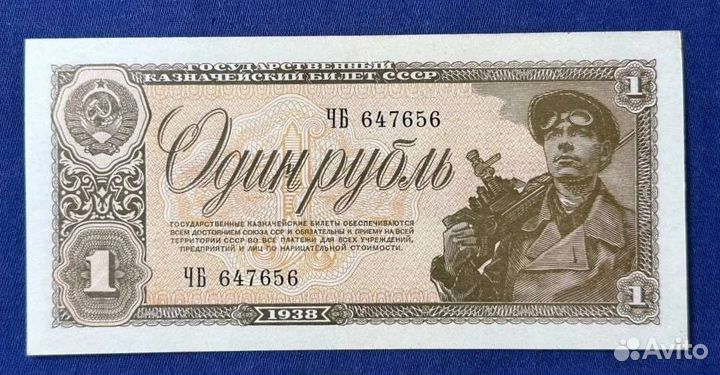 ГОСУДАРСТВЕННЫЙ
КАЗНАЧЕЙСКИЙ БИЛЕТ СССР
1
ЧБ 647656
Один рубль
ГОСУДАРСТВЕННЫЕ КАЗНАЧЕЙСКИЕ БИЛЕТЫ ОБЕСПЕЧИВАЮТСЯ
ВСЕМ ДОСТОЯНИЕМ СОЮЗА ССР И ОБЯЗАТЕЛЬНЫ К ПРИЕМУ НА ВСЕЙ
ТЕРРИТОРИИ СССР ВО ВСЕ ПЛАТЕЖИ ДЛЯ ВСЕХ УЧРЕЖДЕНИЙ,
ПРЕДПРИЯТИЙ И ЛИЦ ПО НАРИЦАТЕЛЬНОЙ СТОИМОСТИ.
ЧБ 647656
1
1
1938
Avito